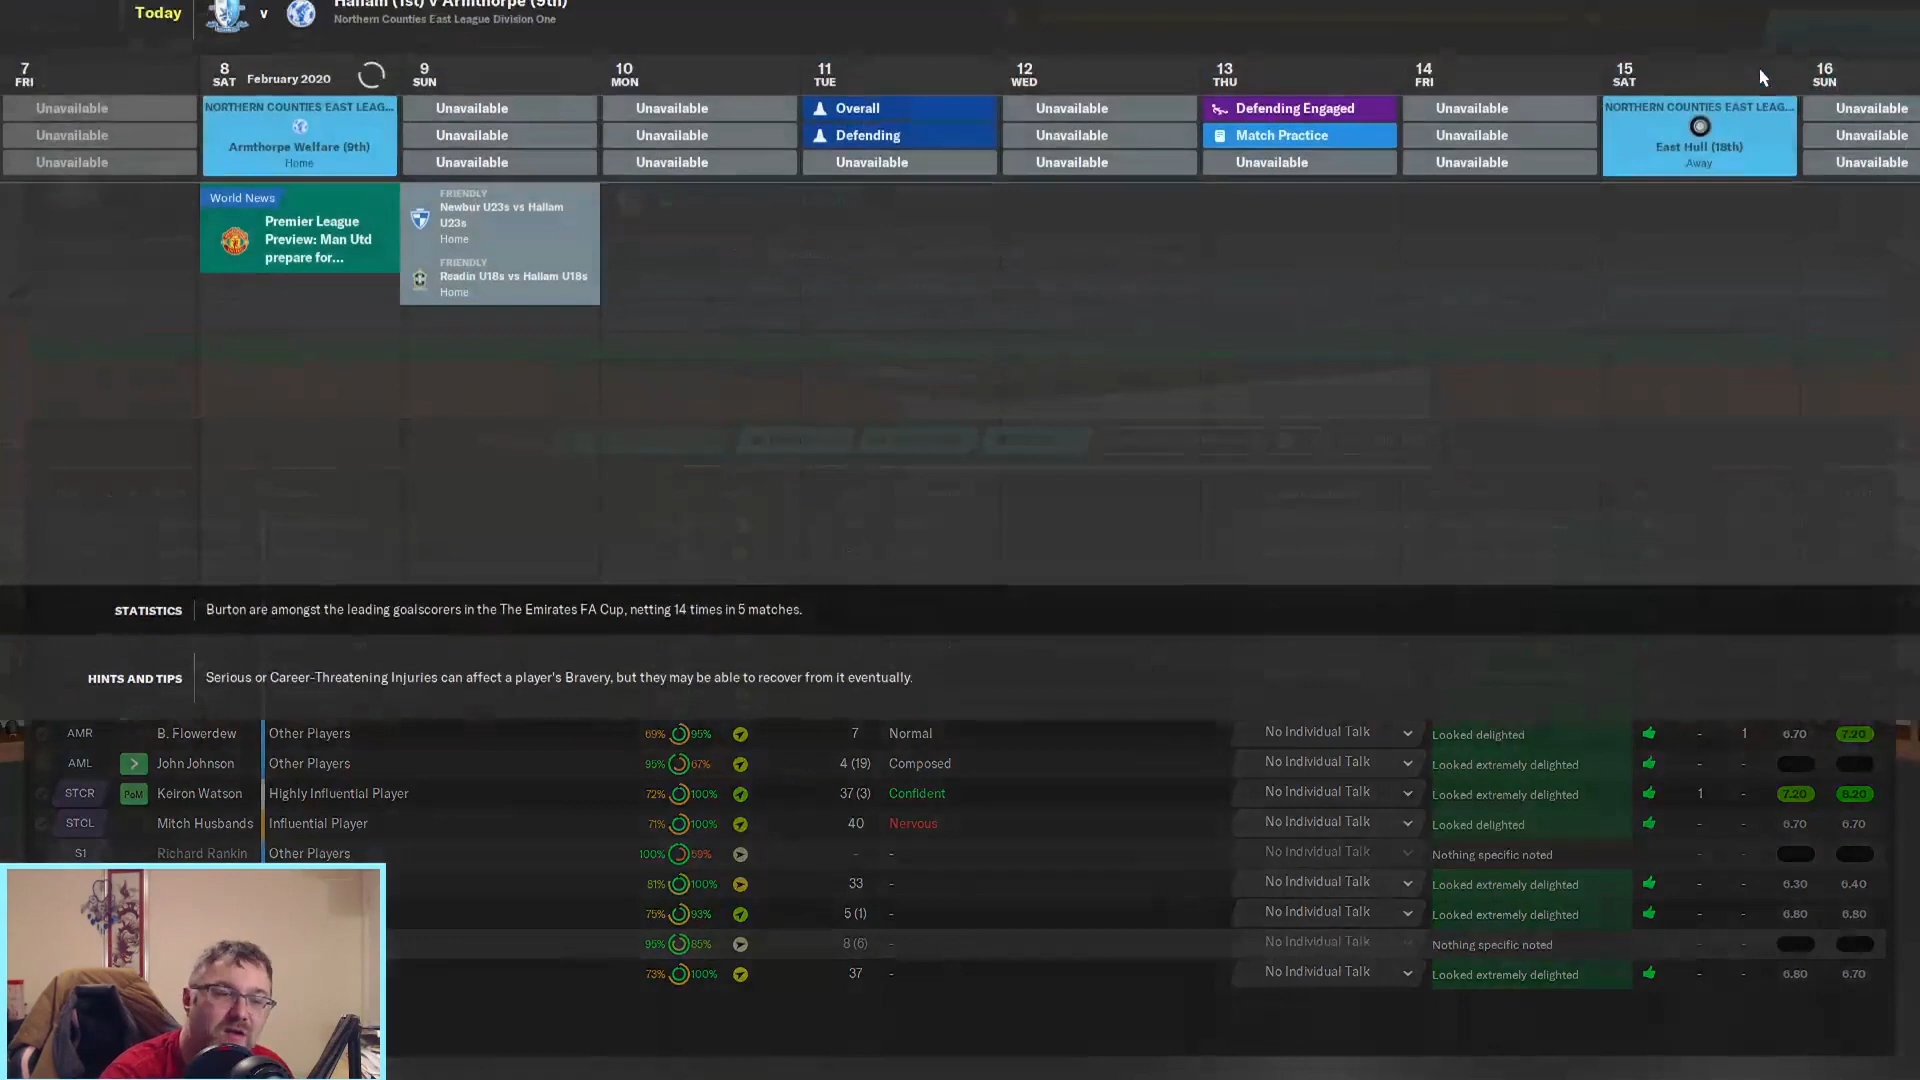 Today
v
Hallam (1st) v Armthorpe (9th)
Northern Counties East League Division One
7 FRI
8 SAT February 2020
9 SUN
10 MON
11 TUE
12 WED
13 THU
14 FRI
15 SAT
16 SUN
Unavailable
Unavailable
Unavailable
NORTHERN COUNTIES EAST LEAG...
Armthorpe Welfare (9th)
Home
Unavailable
Unavailable
Unavailable
Unavailable
Unavailable
Unavailable
Overall
Defending
Unavailable
Unavailable
Unavailable
Unavailable
Defending Engaged
Match Practice
Unavailable
Unavailable
Unavailable
Unavailable
NORTHERN COUNTIES EAST LEAG...
East Hull (18th)
Away
Unavailable
Unavailable
Unavailable
World News
Premier League
Preview: Man Utd
prepare for...
FRIENDLY
Newbur U23s vs Hallam
U23s
Home
FRIENDLY
Readin U18s vs Hallam U18s
Home
STATISTICS Burton are amongst the leading goalscorers in the The Emirates FA Cup, netting 14 times in 5 matches.
HINTS AND TIPS Serious or Career-Threatening Injuries can affect a player's Bravery, but they may be able to recover from it eventually.
AMR B. Flowerdew Other Players 69% 95% 7 Normal No Individual Talk Looked delighted - 1 6.70 7.20
AML John Johnson Other Players 95% 67% 4 (19) Composed No Individual Talk Looked extremely delighted - -
STCR PoM Keiron Watson Highly Influential Player 72% 100% 37 (3) Confident No Individual Talk Looked extremely delighted 1 - 7.20 8.20
STCL Mitch Husbands Influential Player 71% 100% 40 Nervous No Individual Talk Looked delighted - - 6.70 6.70
S1 Richard Rankin Other Players 100% 59% - - No Individual Talk Nothing specific noted - -
81% 100% 33 - No Individual Talk Looked extremely delighted - - 6.30 6.40
75% 93% 5 (1) - No Individual Talk Looked extremely delighted - - 6.80 6.80
95% 85% 8 (6) - No Individual Talk Nothing specific noted - -
73% 100% 37 - No Individual Talk Looked extremely delighted - - 6.80 6.70